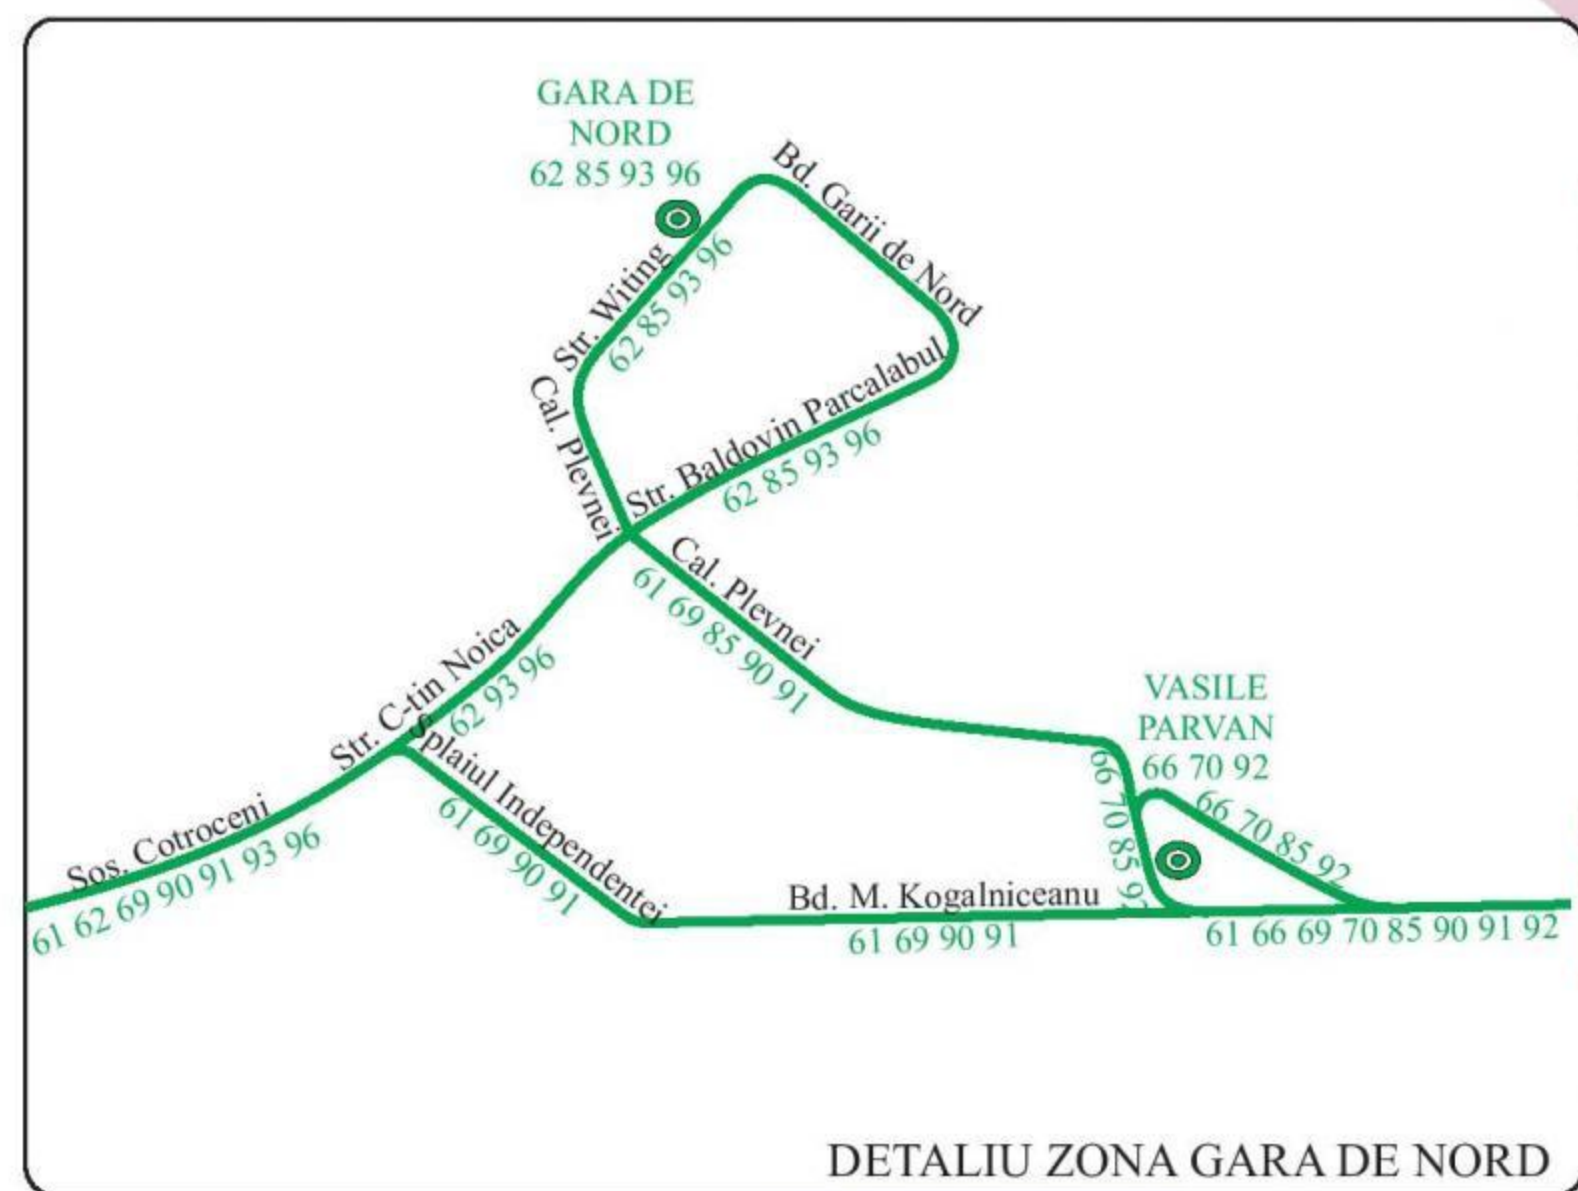 GARA DE
NORD
62 85 93 96
Bd. Garii de Nord
Str. Witing
62 85 93 96
Cal. Plevnei
Str. Baldovin Parcalabul
62 85 93 96
Cal. Plevnei
61 69 85 90 91
Str. C-tin Noica
62 93 96
VASILE
PARVAN
66 70 92
66 70 85 92
66 70 85 92
Splaiul Independentei
61 69 90 91
Sos. Cotroceni
61 62 69 90 91 93 96
Bd. M. Kogalniceanu
61 69 90 91
61 66 69 70 85 90 91 92
DETALIU ZONA GARA DE NORD